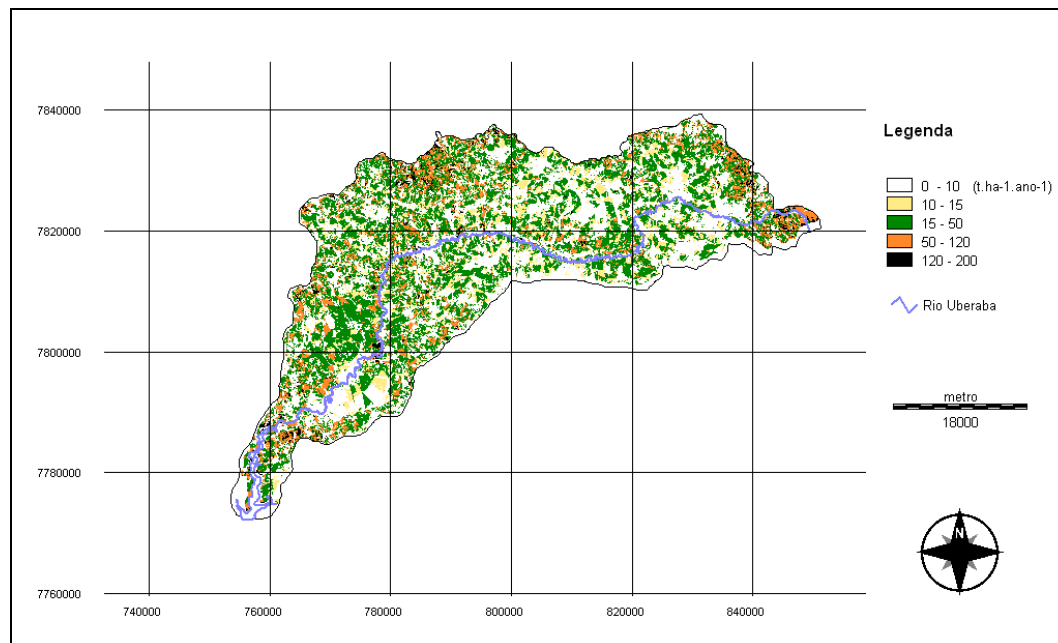 7840000
7820000
7800000
7780000
7760000
740000 760000 780000 800000 820000 840000
Legenda
0 - 10 (t.ha-1.ano-1)
10 - 15
15 - 50
50 - 120
120 - 200
Rio Uberaba
metro
18000
N